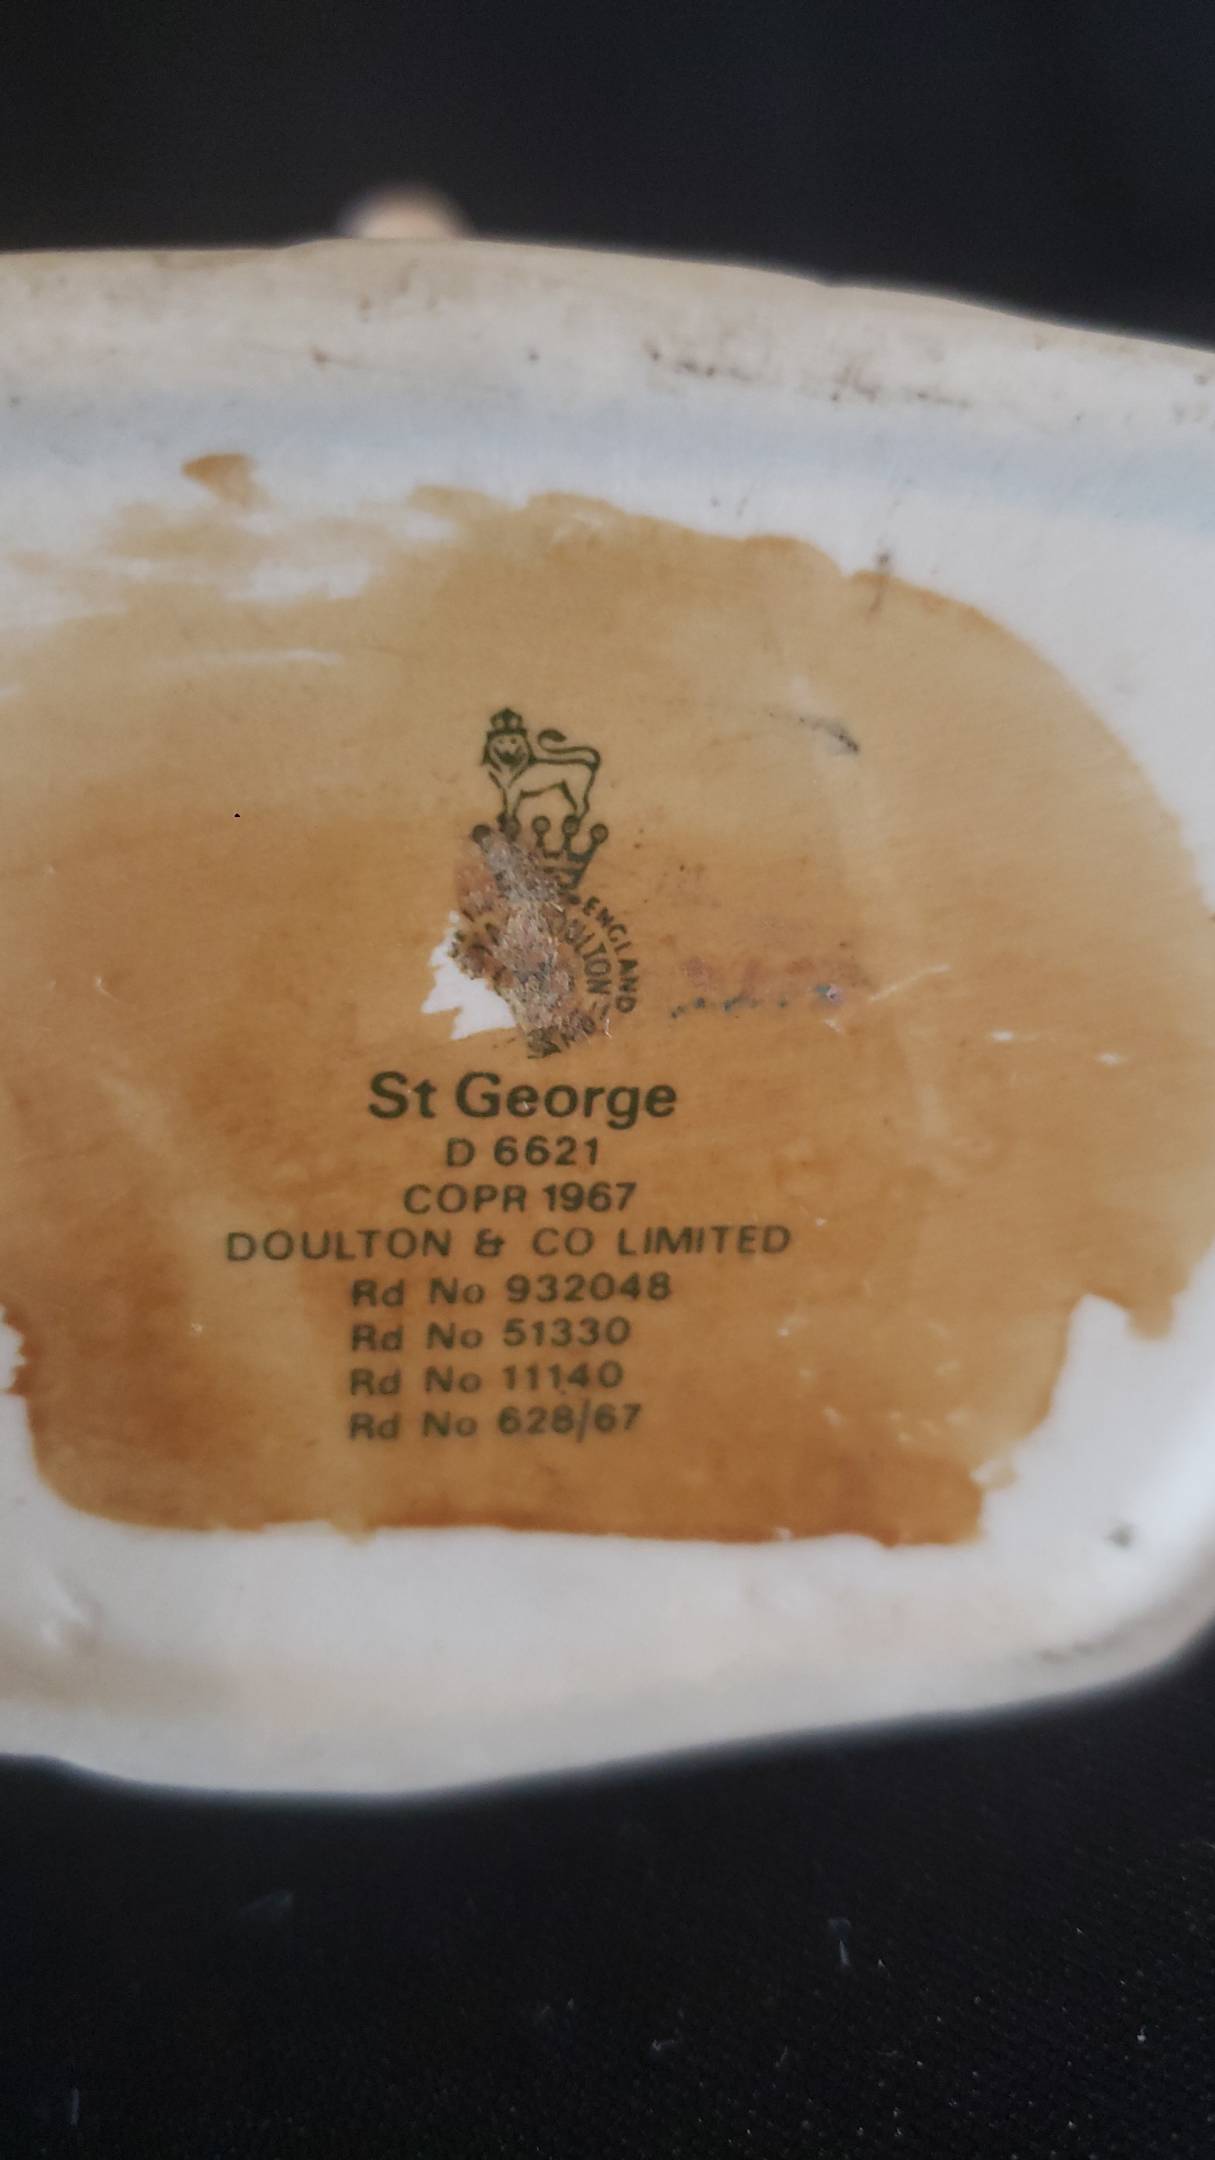 ENGLAND
St George
D 6621
COPR 1967
DOULTON & CO LIMITED
Rd No 932048
Rd No 51330
Rd No 11140
Rd No 628/67